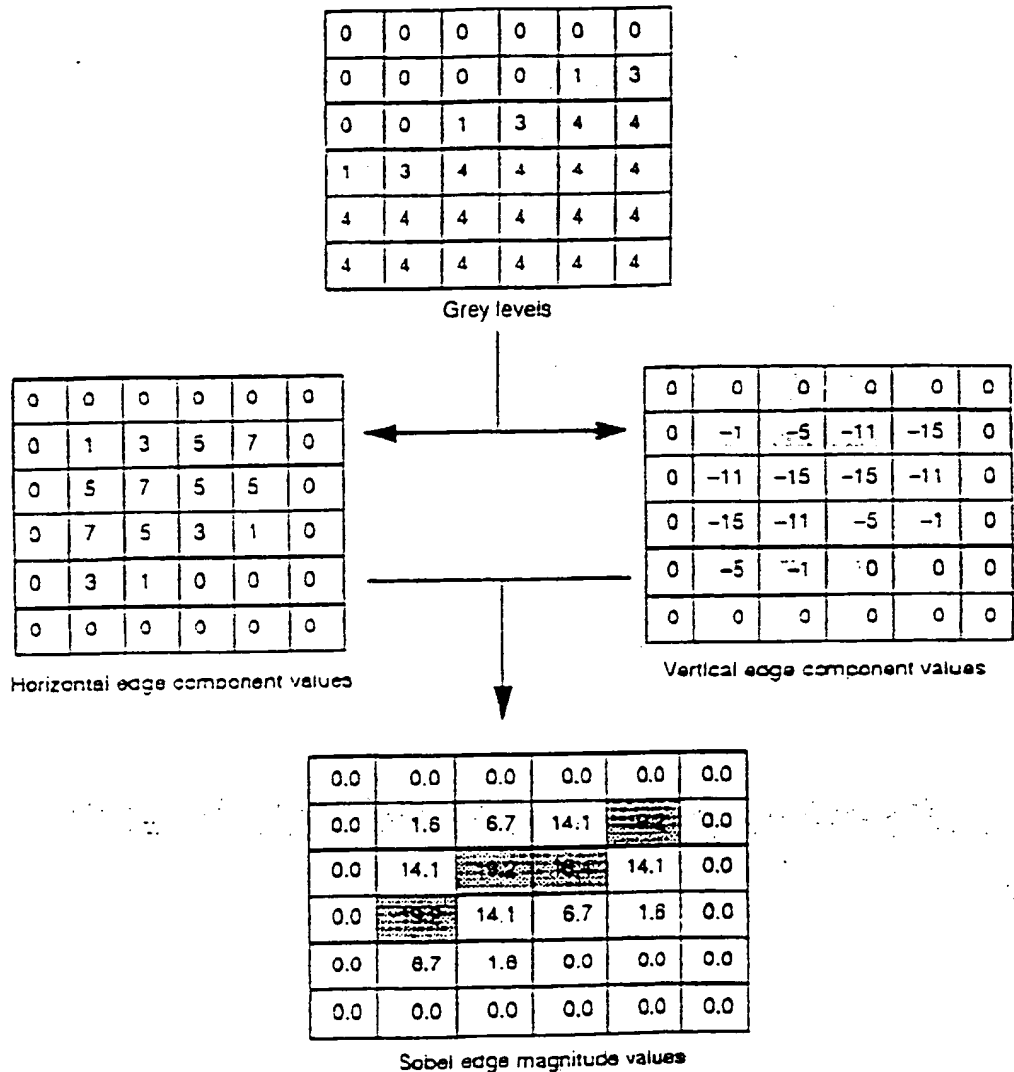 0 0 0 0 0 0
0 0 0 0 1 3
0 0 1 3 4 4
1 3 4 4 4 4
4 4 4 4 4 4
4 4 4 4 4 4
Grey levels
0 0 0 0 0 0
0 1 3 5 7 0
0 5 7 5 5 0
0 7 5 3 1 0
0 3 1 0 0 0
0 0 0 0 0 0
Horizontal edge component values
0 0 0 0 0 0
0 -1 -5 -11 -15 0
0 -11 -15 -15 -11 0
0 -15 -11 -5 -1 0
0 -5 -1 0 0 0
0 0 0 0 0 0
Vertical edge component values
0.0 0.0 0.0 0.0 0.0 0.0
0.0 1.6 6.7 14.1 0.0
0.0 14.1 14.1 0.0
0.0 14.1 6.7 1.6 0.0
0.0 6.7 1.6 0.0 0.0 0.0
0.0 0.0 0.0 0.0 0.0 0.0
Sobel edge magnitude values